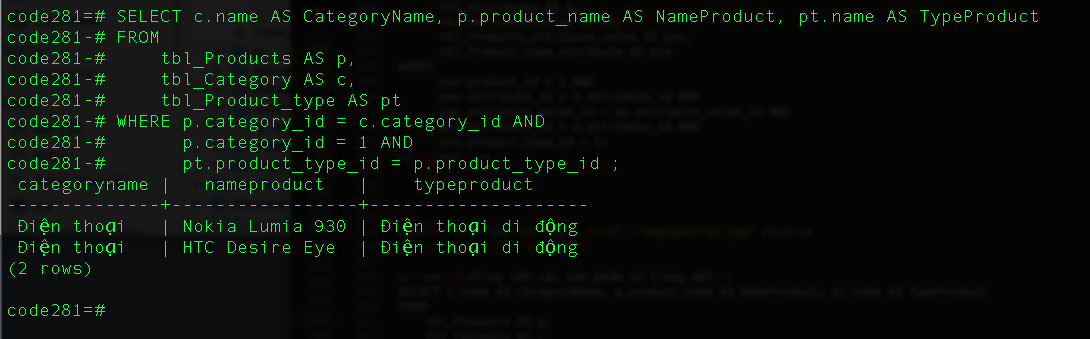 code281=# SELECT c.name AS CategoryName, p.product_name AS NameProduct, pt.name AS TypeProduct
code281-# FROM
code281-#     tbl_Products AS p,
code281-#     tbl_Category AS c,
code281-#     tbl_Product_type AS pt
code281-# WHERE p.category_id = c.category_id AND
code281-#       p.category_id = 1 AND
code281-#       pt.product_type_id = p.product_type_id ;
 categoryname |   nameproduct   |    typeproduct
--------------+-----------------+--------------------
 Điện thoại   | Nokia Lumia 930 | Điện thoại di động
 Điện thoại   | HTC Desire Eye  | Điện thoại di động
(2 rows)
code281=#